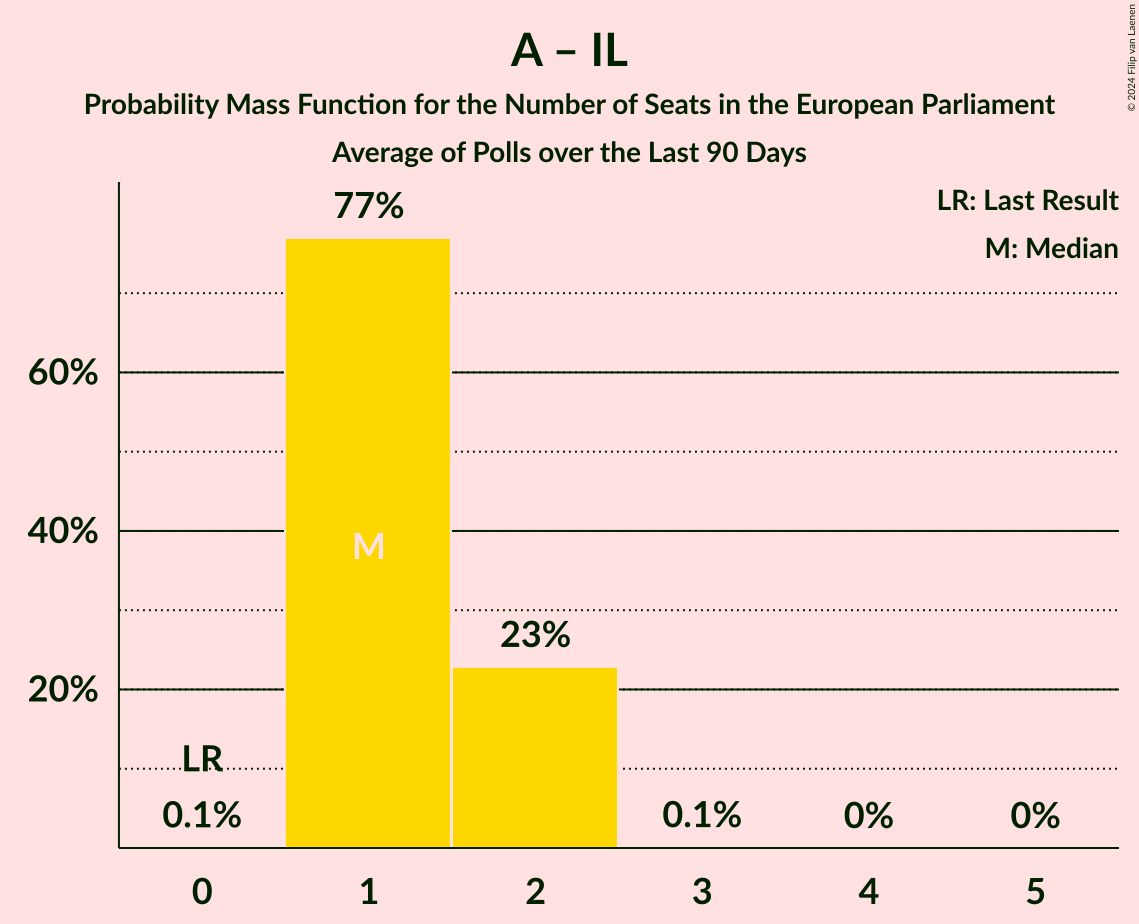 A – IL
Probability Mass Function for the Number of Seats in the European Parliament
Average of Polls over the Last 90 Days
© 2024 Filip van Laenen
LR: Last Result
M: Median
77%
60%
40%
M
23%
20%
LR
0.1%
0.1%
0%
0%
0 1 2 3 4 5